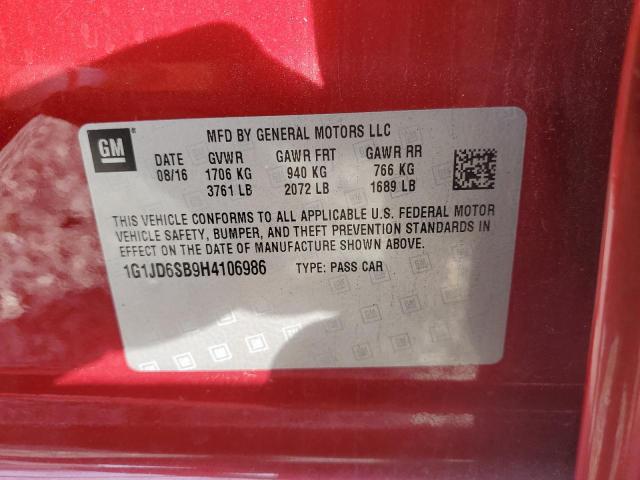 GM
MFD BY GENERAL MOTORS LLC
DATE GVWR GAWR FRT GAWR RR
08/16 1706 KG 940 KG 766 KG
3761 LB 2072 LB 1689 LB
THIS VEHICLE CONFORMS TO ALL APPLICABLE U.S. FEDERAL MOTOR
VEHICLE SAFETY, BUMPER, AND THEFT PREVENTION STANDARDS IN
EFFECT ON THE DATE OF MANUFACTURE SHOWN ABOVE.
1G1JD6SB9H4106986 TYPE: PASS CAR